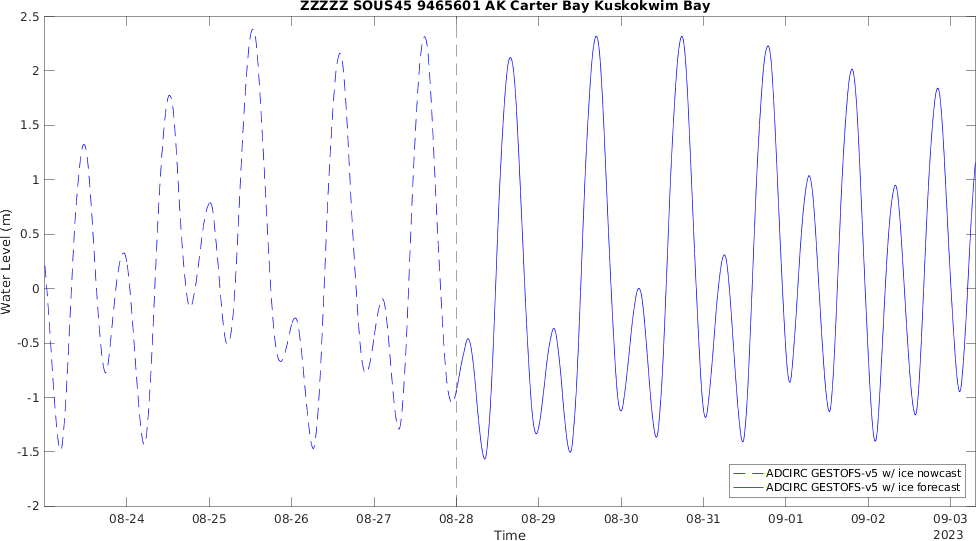 ZZZZZ SOUS45 9465601 AK Carter Bay Kuskokwim Bay
Water Level (m)
2.5
2
1.5
1
0.5
0
-0.5
-1
-1.5
-2
ADCIRC GESTOFS-v5 w/ ice nowcast
ADCIRC GESTOFS-v5 w/ ice forecast
08-24 08-25 08-26 08-27 08-28 08-29 08-30 08-31 09-01 09-02 09-03
2023
Time